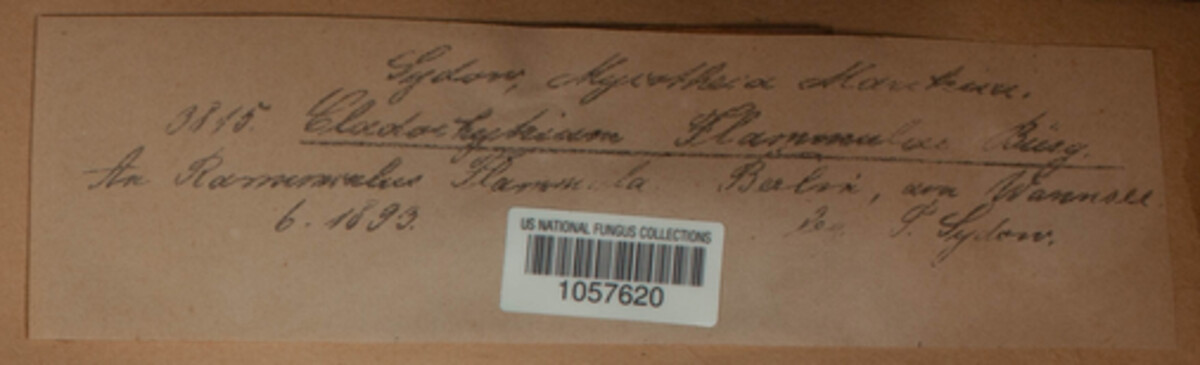 Sydow, Mycotheca Marchica.
3815. Cladochytrium Flammulae Büsg.
An Ranunculus Flammula. Berlin, am Wannsee
6. 1893. P. Sydow.
US NATIONAL FUNGUS COLLECTIONS
1057620